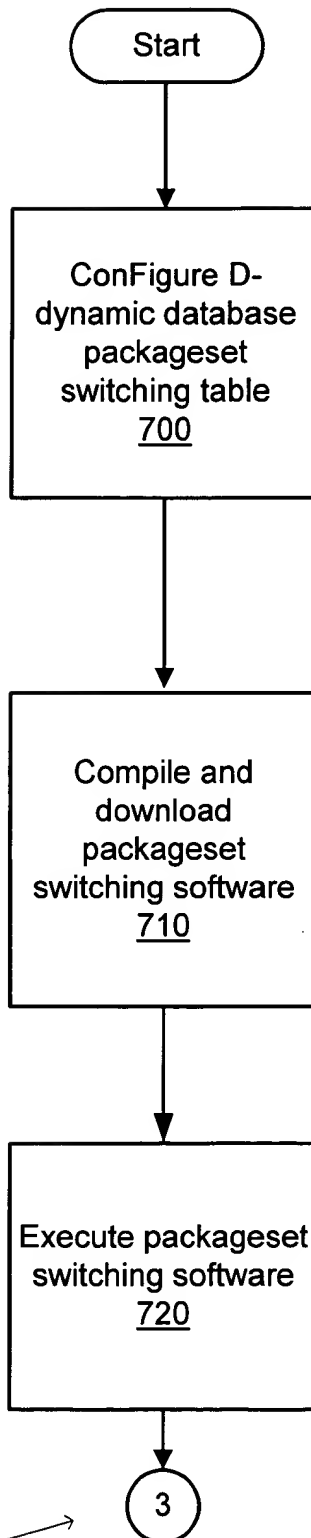 Start
ConFigure D-
dynamic database
packageset
switching table
700
Compile and
download
packageset
switching software
710
Execute packageset
switching software
720
3